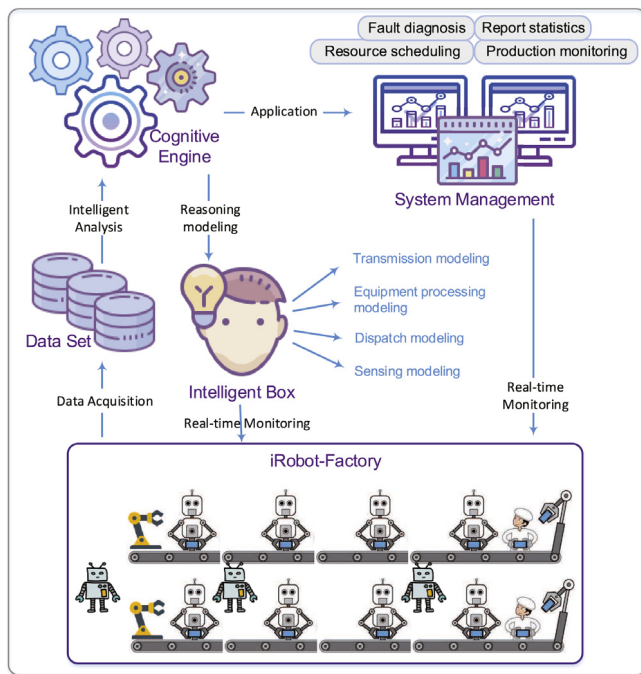 Fault diagnosis
Report statistics
Resource scheduling
Production monitoring
Application
Cognitive
Engine
System Management
Intelligent
Analysis
Reasoning
modeling
Transmission modeling
Equipment processing
modeling
Dispatch modeling
Sensing modeling
Data Set
Intelligent Box
Data Acquisition
Real-time Monitoring
Real-time
Monitoring
iRobot-Factory